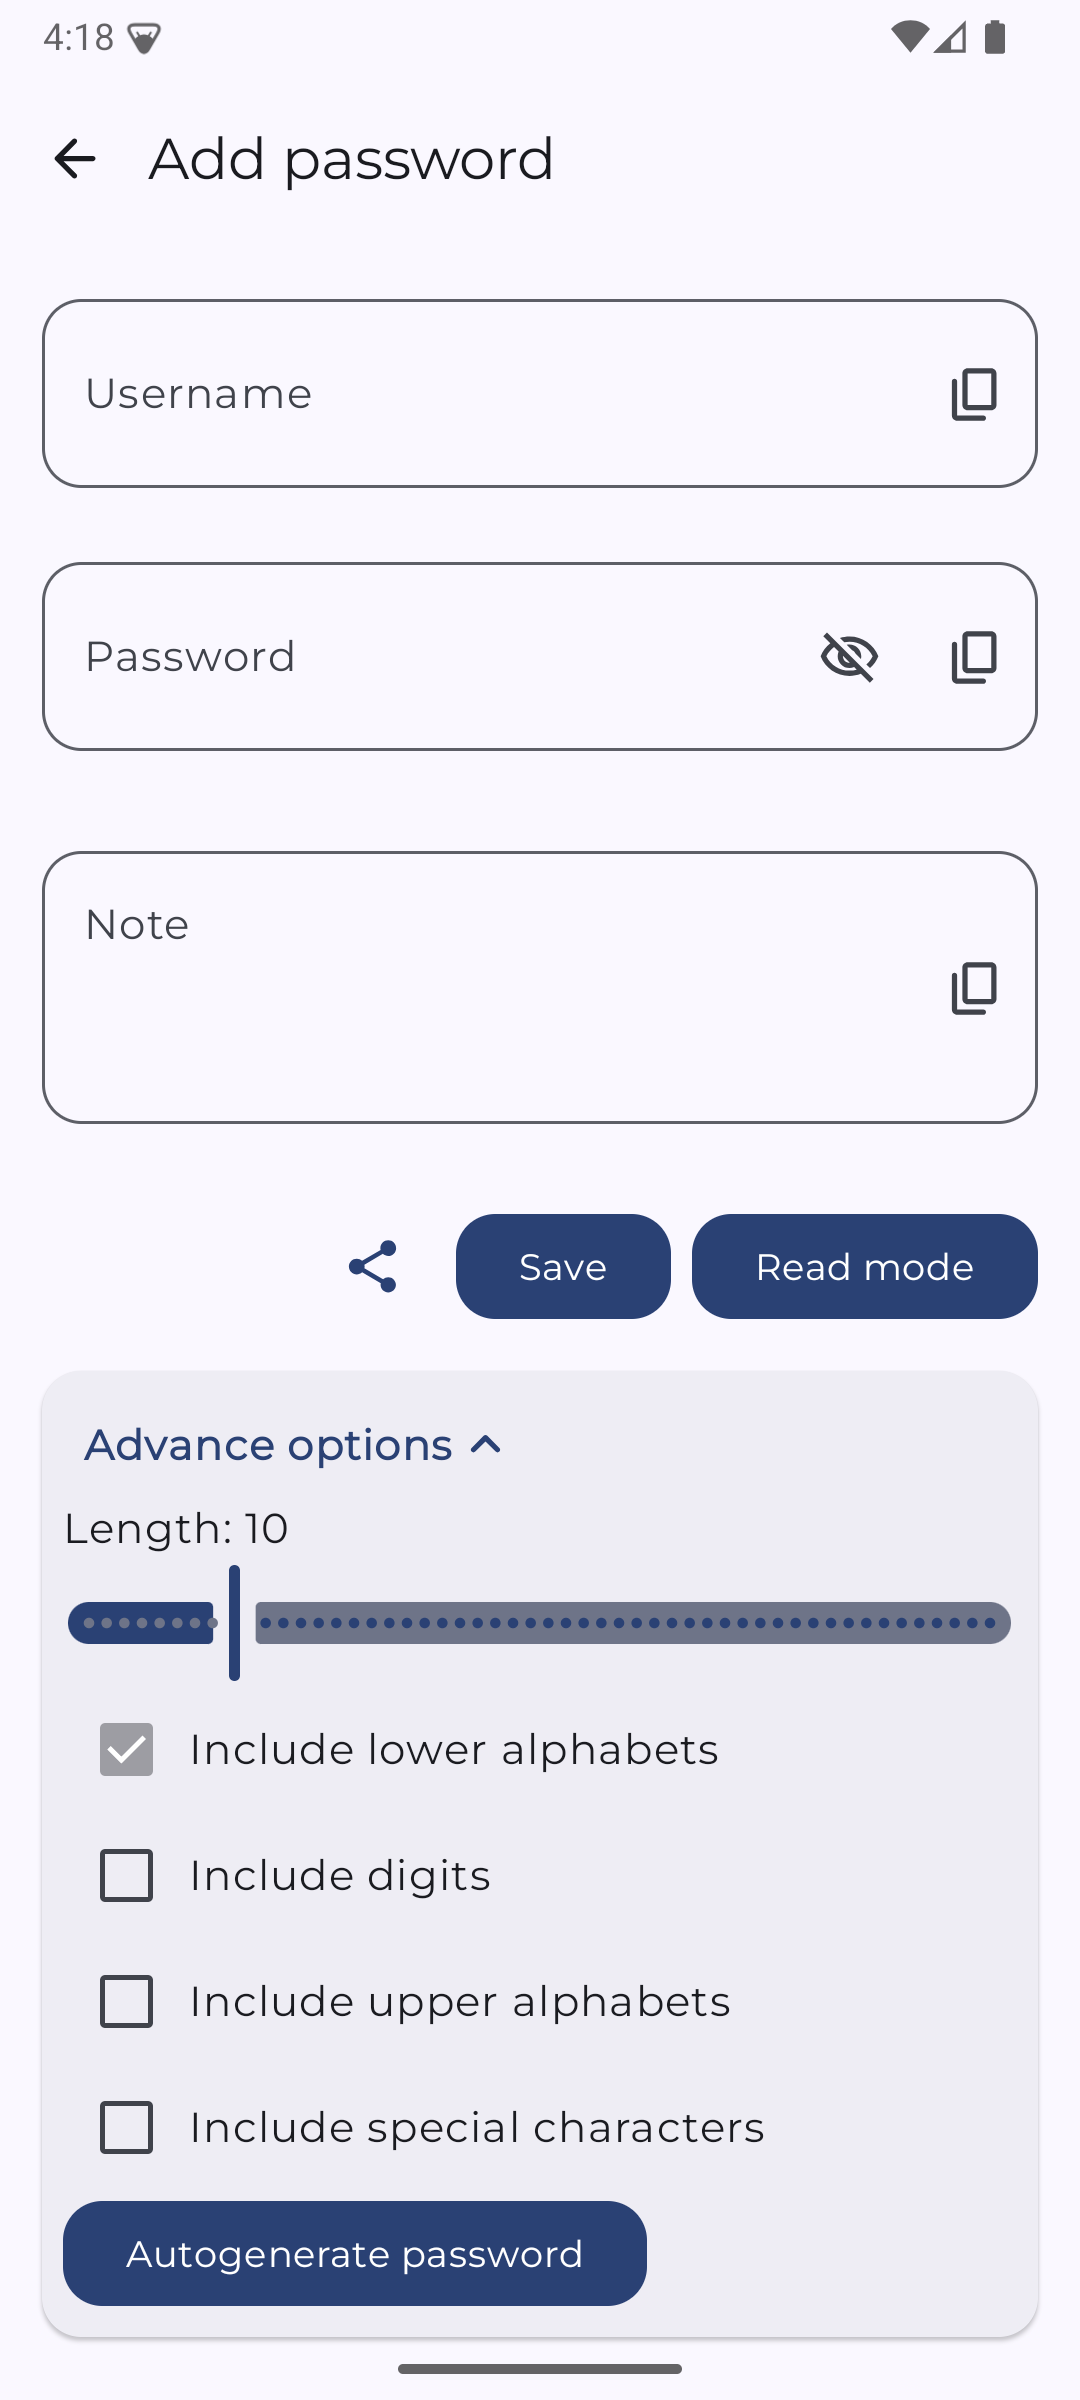 4:18
Add password
Username
Password
Note
Save
Read mode
Advance options
Length: 10
Include lower alphabets
Include digits
Include upper alphabets
Include special characters
Autogenerate password